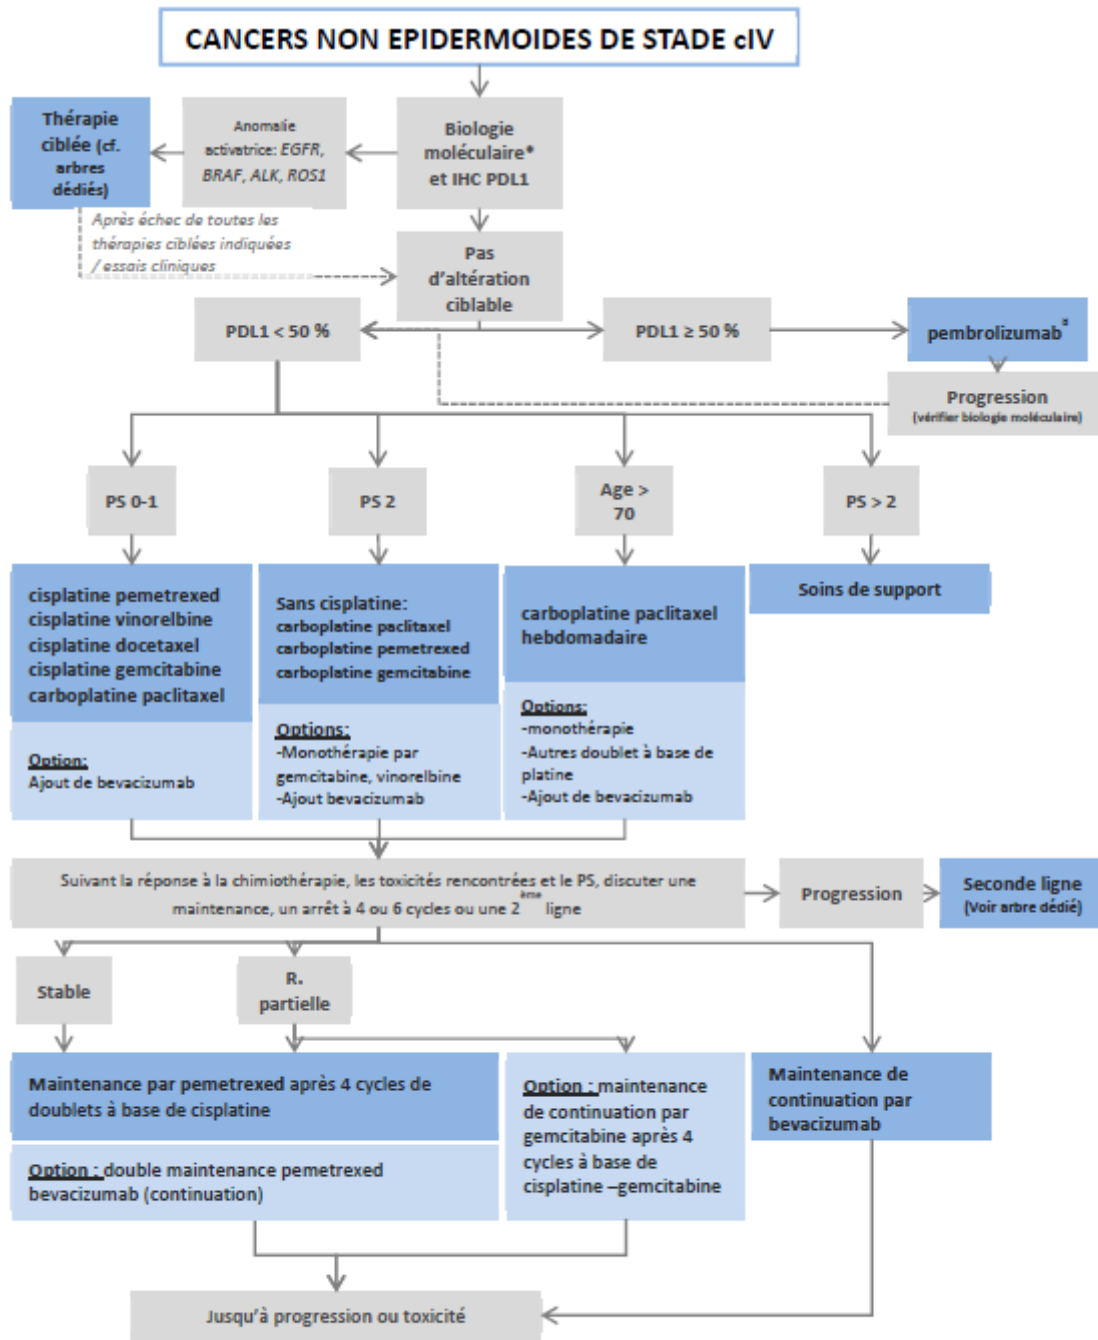 CANCERS NON EPIDERMOIDES DE STADE cIV
Thérapie
ciblée (cf.
arbres
dédiés)
Anomalie
activatrice: EGFR,
BRAF, ALK, ROS1
Biologie
moléculaire*
et IHC PDL1
Après échec de toutes les
thérapies ciblées indiquées
/ essais cliniques
Pas
d'altération
ciblable
PDL1 < 50 %
PDL1 ≥ 50 %
pembrolizumab¤
Progression
(vérifier biologie moléculaire)
PS 0-1
PS 2
Age >
70
PS > 2
cisplatine pemetrexed
cisplatine vinorelbine
cisplatine docetaxel
cisplatine gemcitabine
carboplatine paclitaxel
Option:
Ajout de bevacizumab
Sans cisplatine:
carboplatine paclitaxel
carboplatine pemetrexed
carboplatine gemcitabine
Options:
-Monothérapie par
gemcitabine, vinorelbine
-Ajout bevacizumab
carboplatine paclitaxel
hebdomadaire
Options:
-monothérapie
-Autres doublet à base de
platine
-Ajout de bevacizumab
Soins de support
Suivant la réponse à la chimiothérapie, les toxicités rencontrées et le PS, discuter une
maintenance, un arrêt à 4 ou 6 cycles ou une 2ème ligne
Progression
Seconde ligne
(Voir arbre dédié)
Stable
R.
partielle
Maintenance par pemetrexed après 4 cycles de
doublets à base de cisplatine
Option : double maintenance pemetrexed
bevacizumab (continuation)
Option : maintenance
de continuation par
gemcitabine après 4
cycles à base de
cisplatine –gemcitabine
Maintenance de
continuation par
bevacizumab
Jusqu'à progression ou toxicité